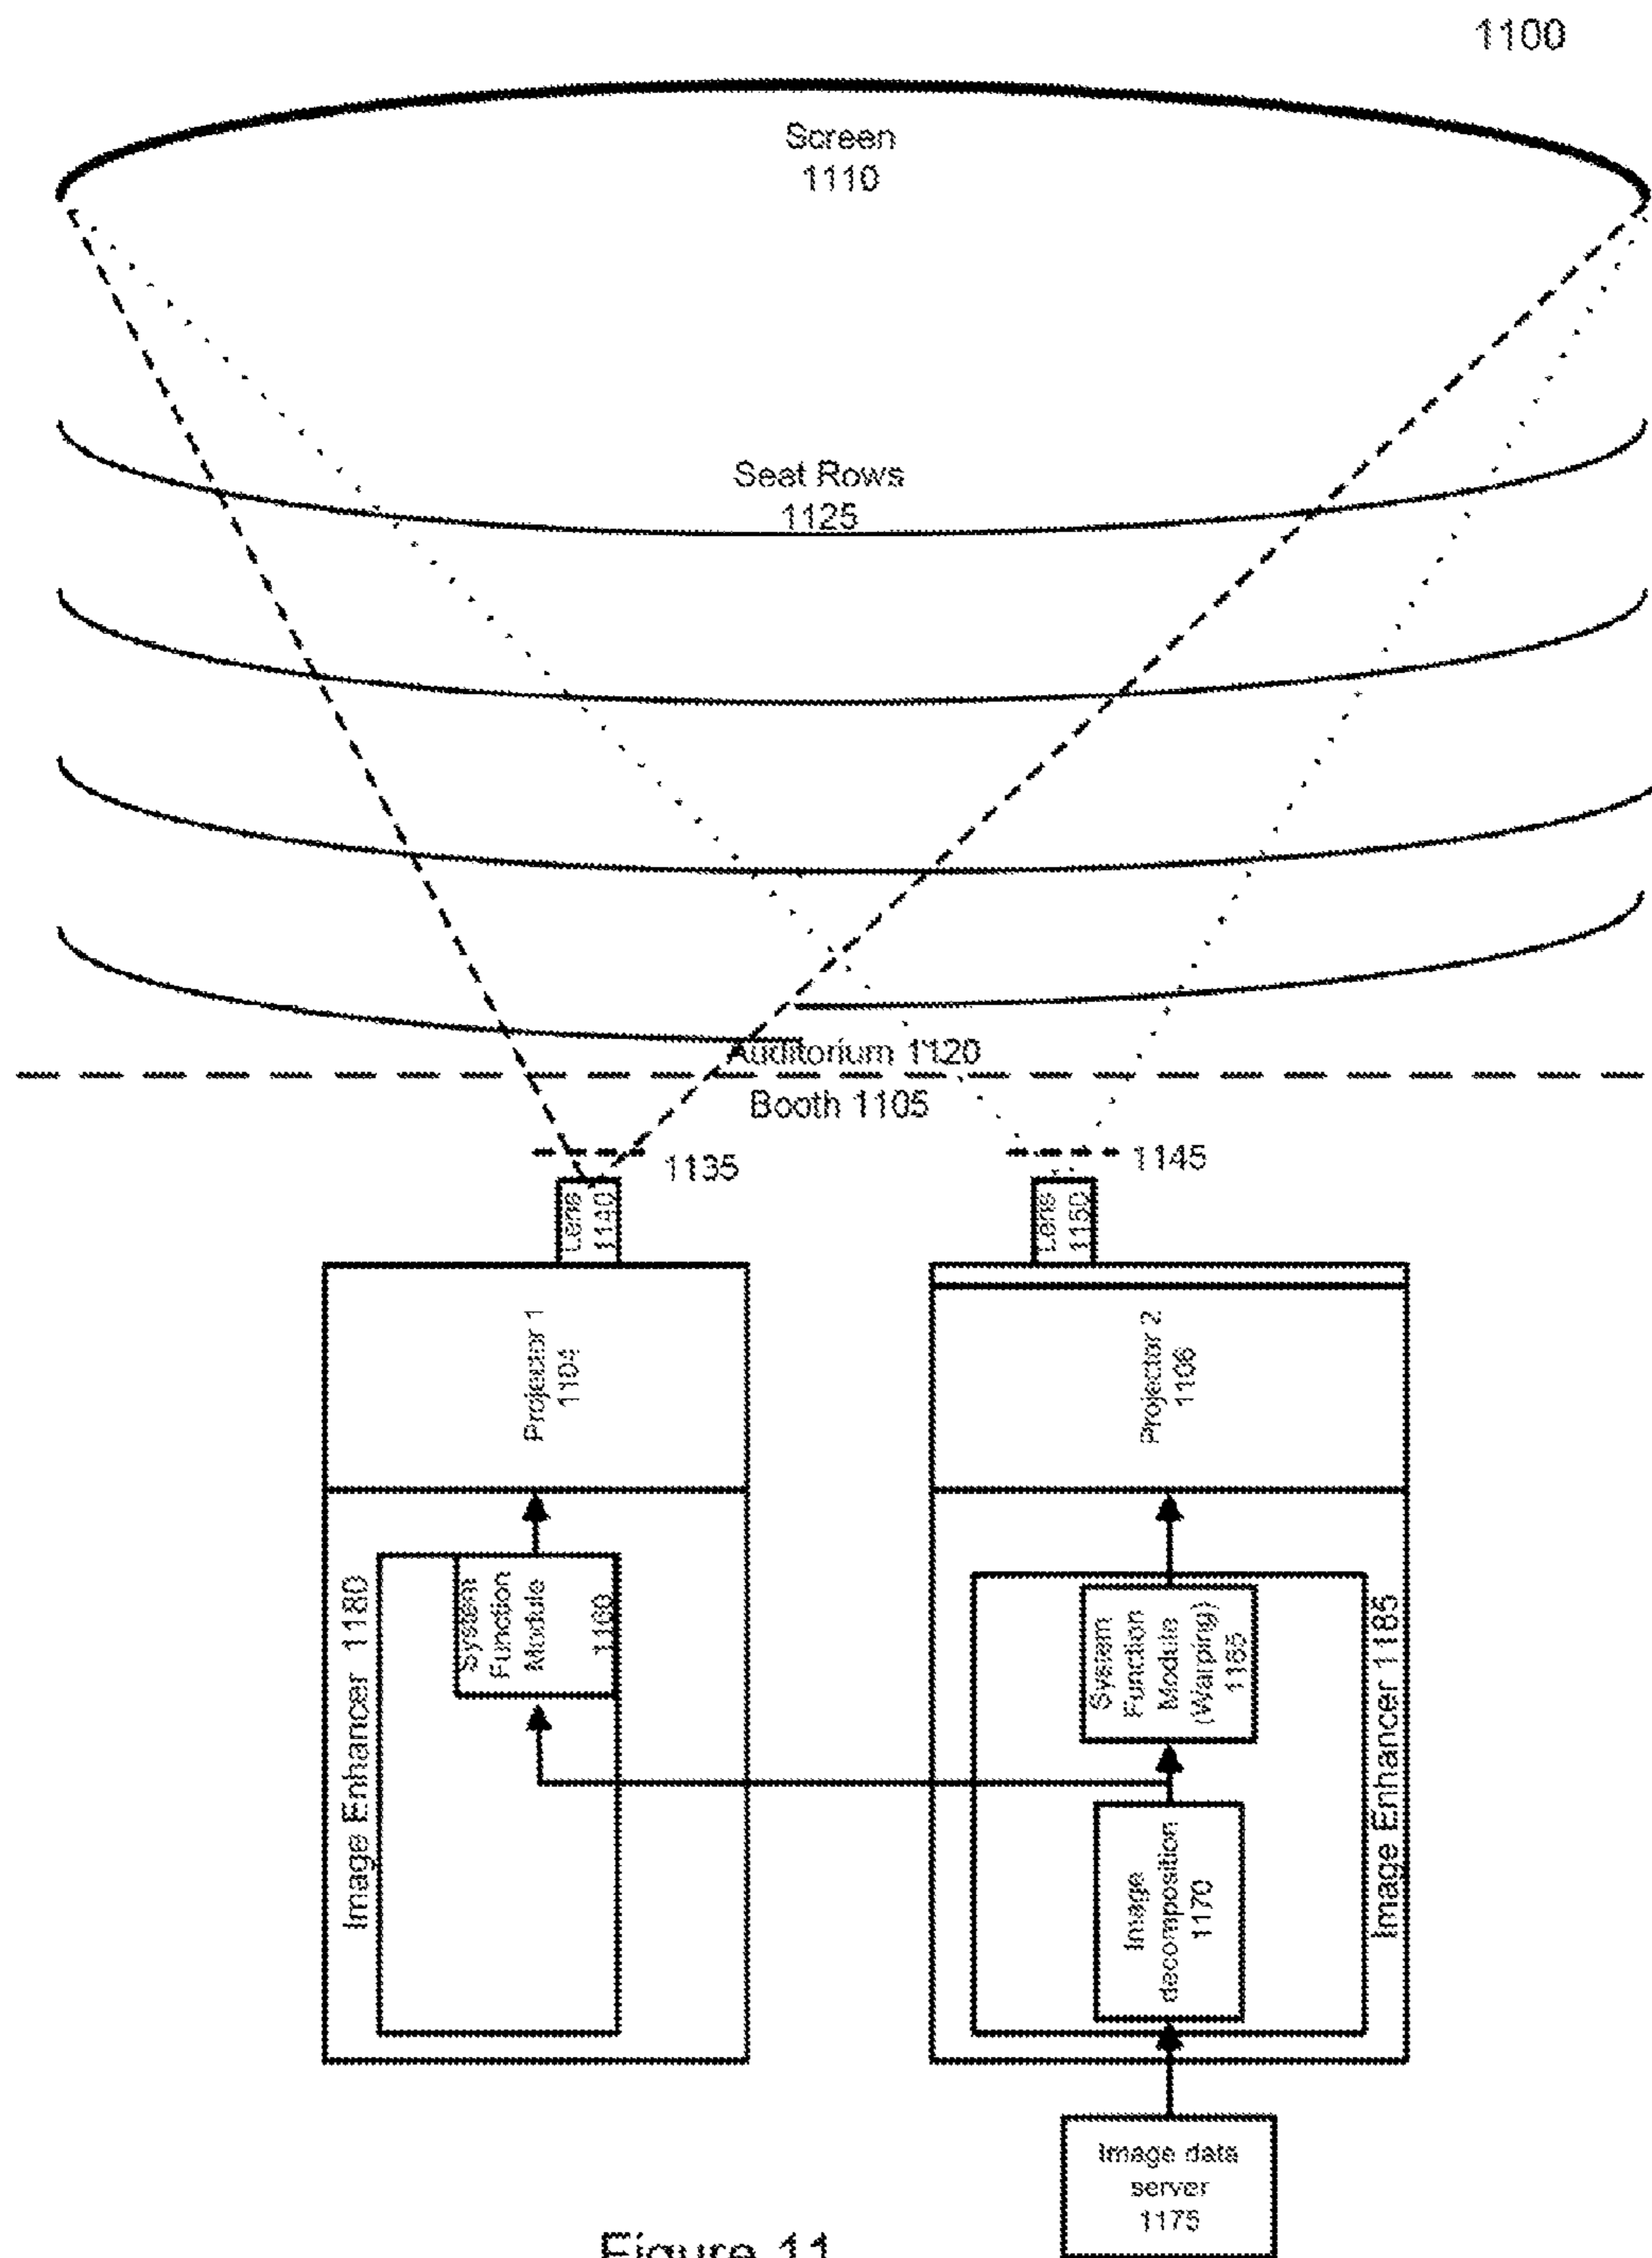 1100
Screen
1110
Seat Rows
1125
Auditorium 1120
Booth 1105
1135
1145
Lens
1140
Lens
1150
Projector 1
1104
Projector 2
1106
Image Enhancer 1180
System
Function
Module
1160
System
Function
Module
(Warping)
1165
Image Enhancer 1185
Image
decomposition
1170
Image data
server
1175
Figure 11